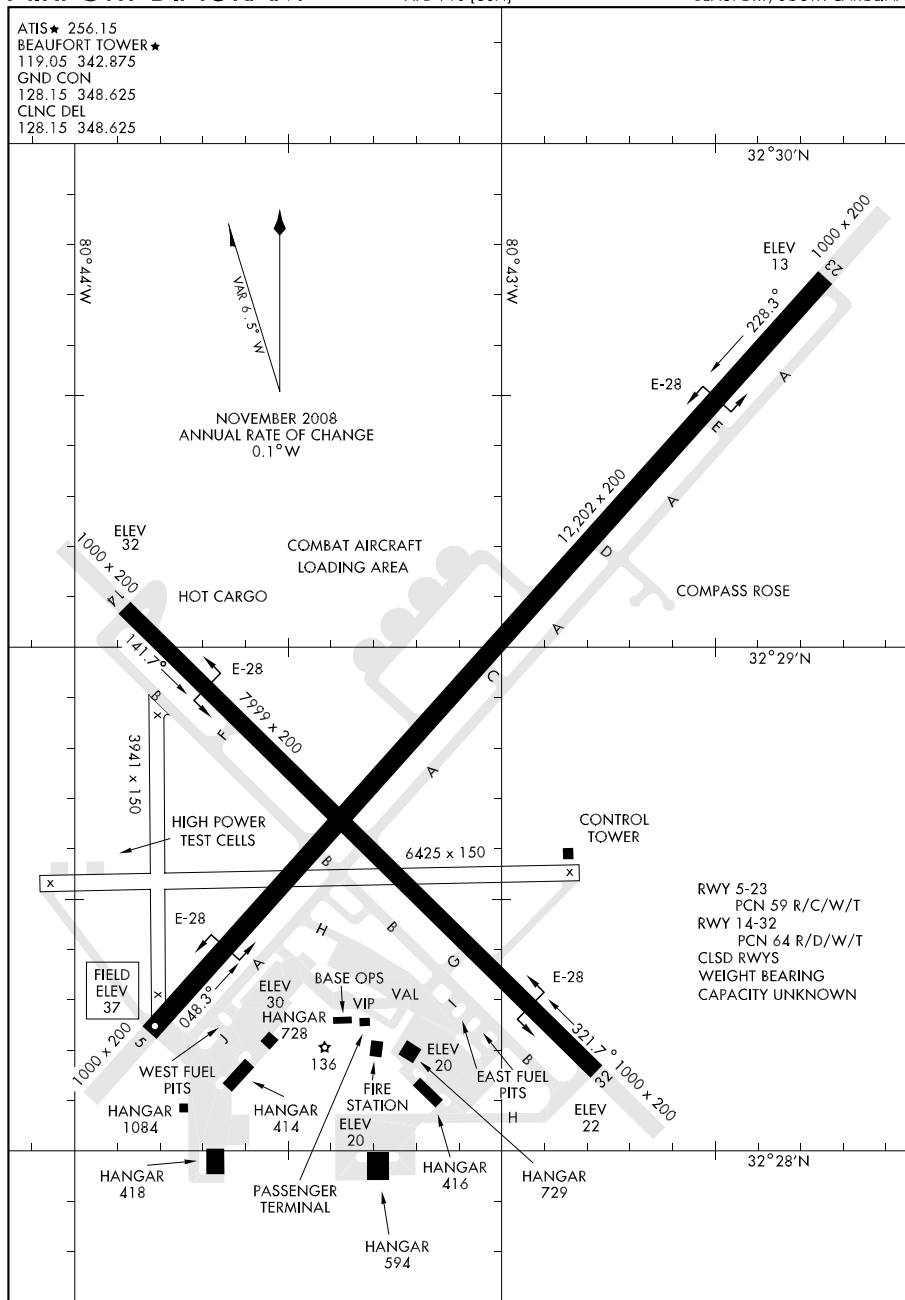 ATIS★ 256.15
BEAUFORT TOWER★
119.05 342.875
GND CON
128.15 348.625
CLNC DEL
128.15 348.625
32°30'N
80°44'W
80°43'W
VAR 6.5° W
NOVEMBER 2008
ANNUAL RATE OF CHANGE
0.1°W
ELEV
13
1000 x 200
23
228.3°
E-28
A
E
A
12,202 x 200
D
A
COMPASS ROSE
ELEV
32
1000 x 200
14
HOT CARGO
COMBAT AIRCRAFT
LOADING AREA
32°29'N
141.7°
E-28
7999 x 200
B
x
F
C
A
3941 x 150
HIGH POWER
TEST CELLS
x
B
6425 x 150
x
CONTROL
TOWER
RWY 5-23
PCN 59 R/C/W/T
RWY 14-32
PCN 64 R/D/W/T
CLSD RWYS
WEIGHT BEARING
CAPACITY UNKNOWN
E-28
A
H
B
G
I
E-28
FIELD
ELEV
37
x
048.3°
5
1000 x 200
J
ELEV
30
BASE OPS
VIP
VAL
HANGAR
728
136
WEST FUEL
PITS
FIRE
STATION
ELEV
20
EAST FUEL
PITS
B
321.7°
32
1000 x 200
ELEV
22
H
HANGAR
1084
HANGAR
414
ELEV
20
HANGAR
418
PASSENGER
TERMINAL
HANGAR
416
HANGAR
729
32°28'N
HANGAR
594